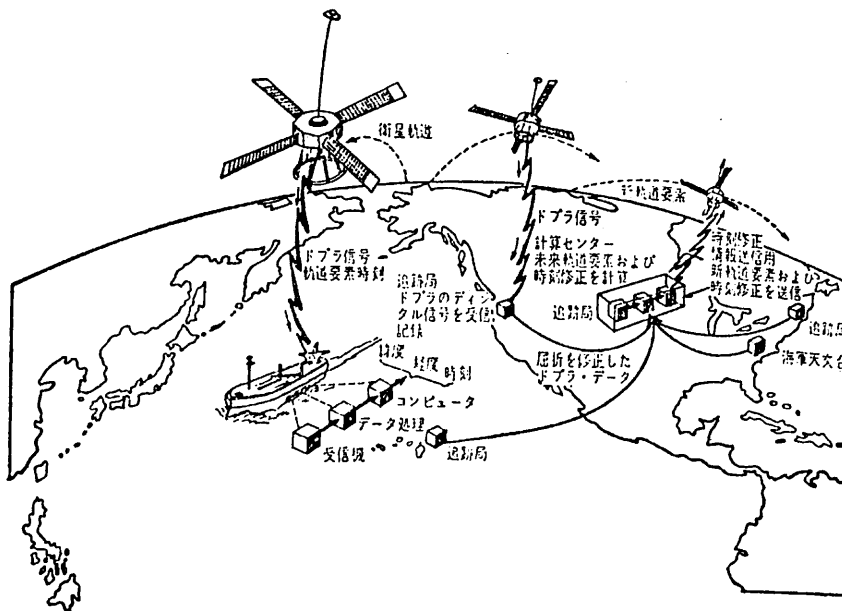 衛星軌道
新軌道要素
ドプラ信号
軌道要素時刻
ドプラ信号
計算センター
未来軌道要素および
時刻修正を計算
時刻修正
情報送信用
新軌道要素および
時刻修正を送信
追跡局
ドプラのディジ
タル信号を受信
記録
追跡局
追跡局
海軍天文台
緯度
経度
時刻
屈折を修正した
ドプラ・データ
コンピュータ
データ処理
受信機
追跡局